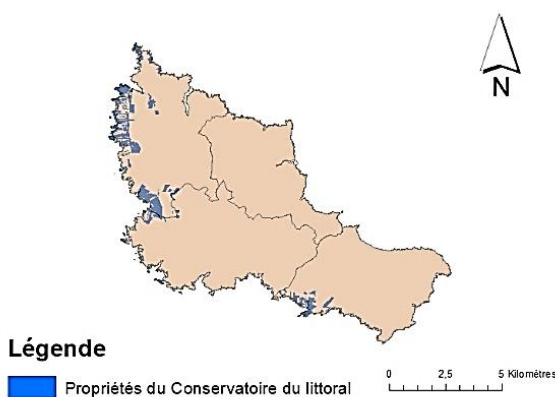 N
Légende
Propriétés du Conservatoire du littoral
0 2,5 5 Kilomètres